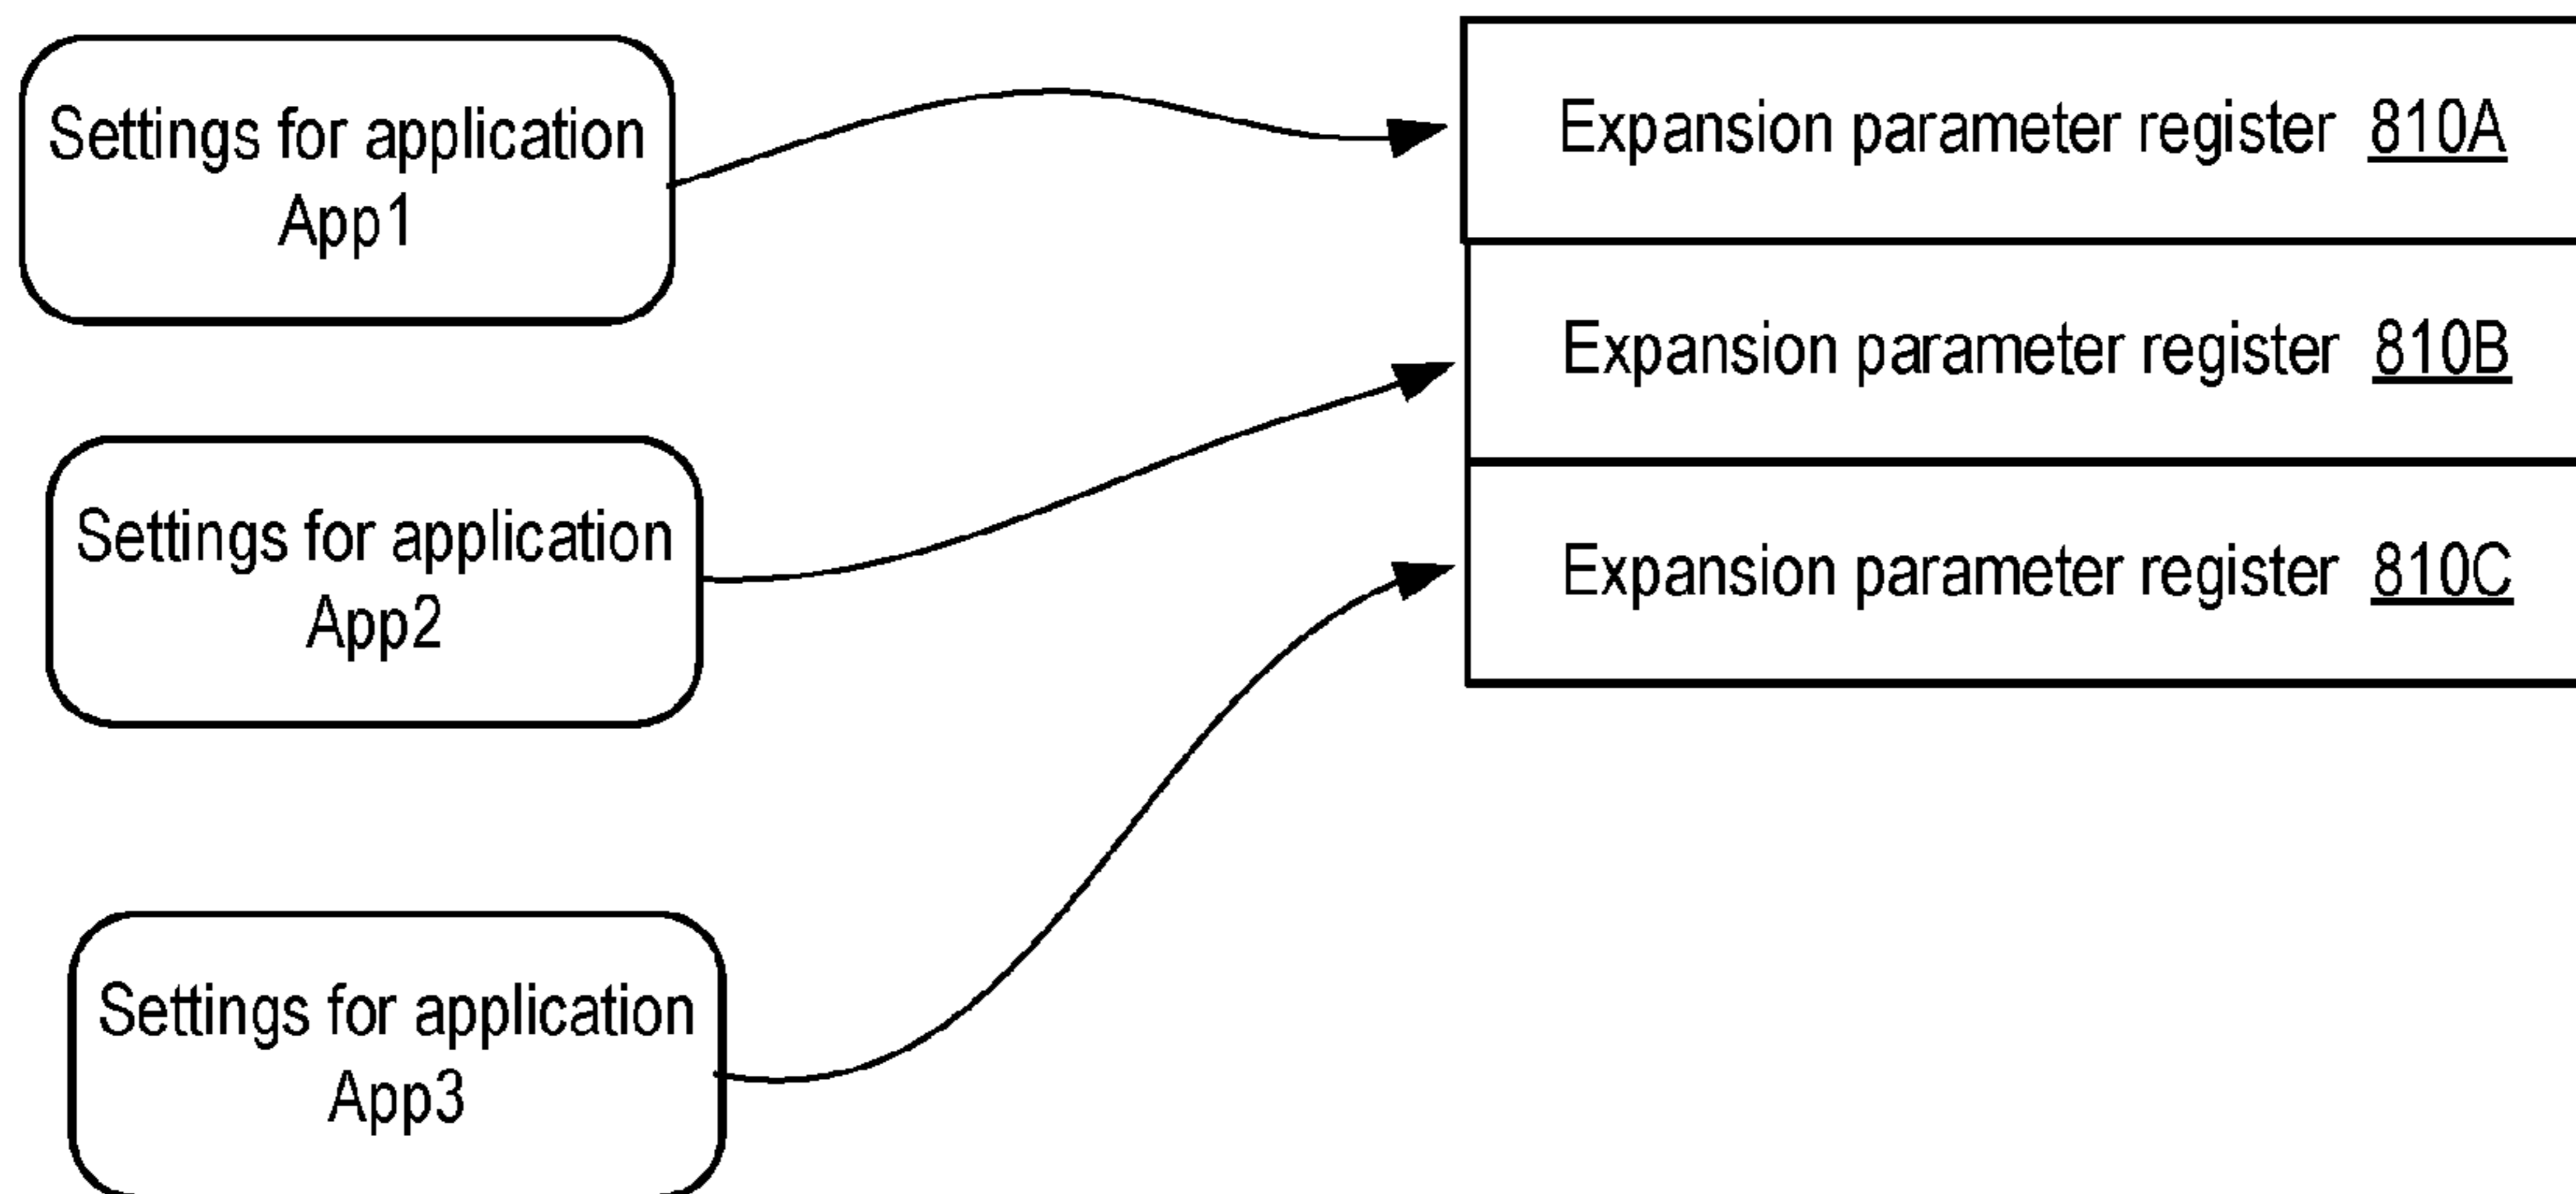 Settings for application
App1
Expansion parameter register 810A
Expansion parameter register 810B
Settings for application
App2
Expansion parameter register 810C
Settings for application
App3